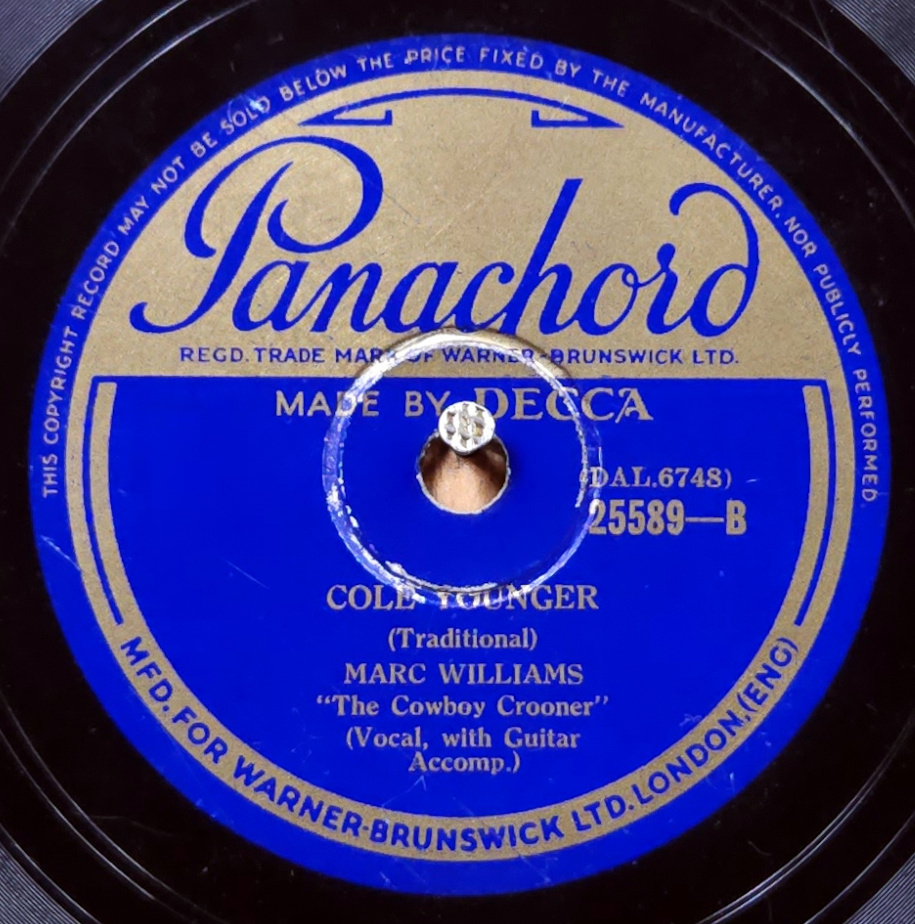 THIS COPYRIGHT RECORD MAY NOT BE SOLD BELOW THE PRICE FIXED BY THE MANUFACTURER. NOR PUBLICLY PERFORMED
Panachord
REGD. TRADE MARK OF WARNER-BRUNSWICK LTD.
MADE BY DECCA
(DAL.6748)
25589—B
COLE YOUNGER
(Traditional)
MARC WILLIAMS
"The Cowboy Crooner"
(Vocal, with Guitar
Accomp.)
MFD. FOR WARNER-BRUNSWICK LTD. LONDON.(ENG)